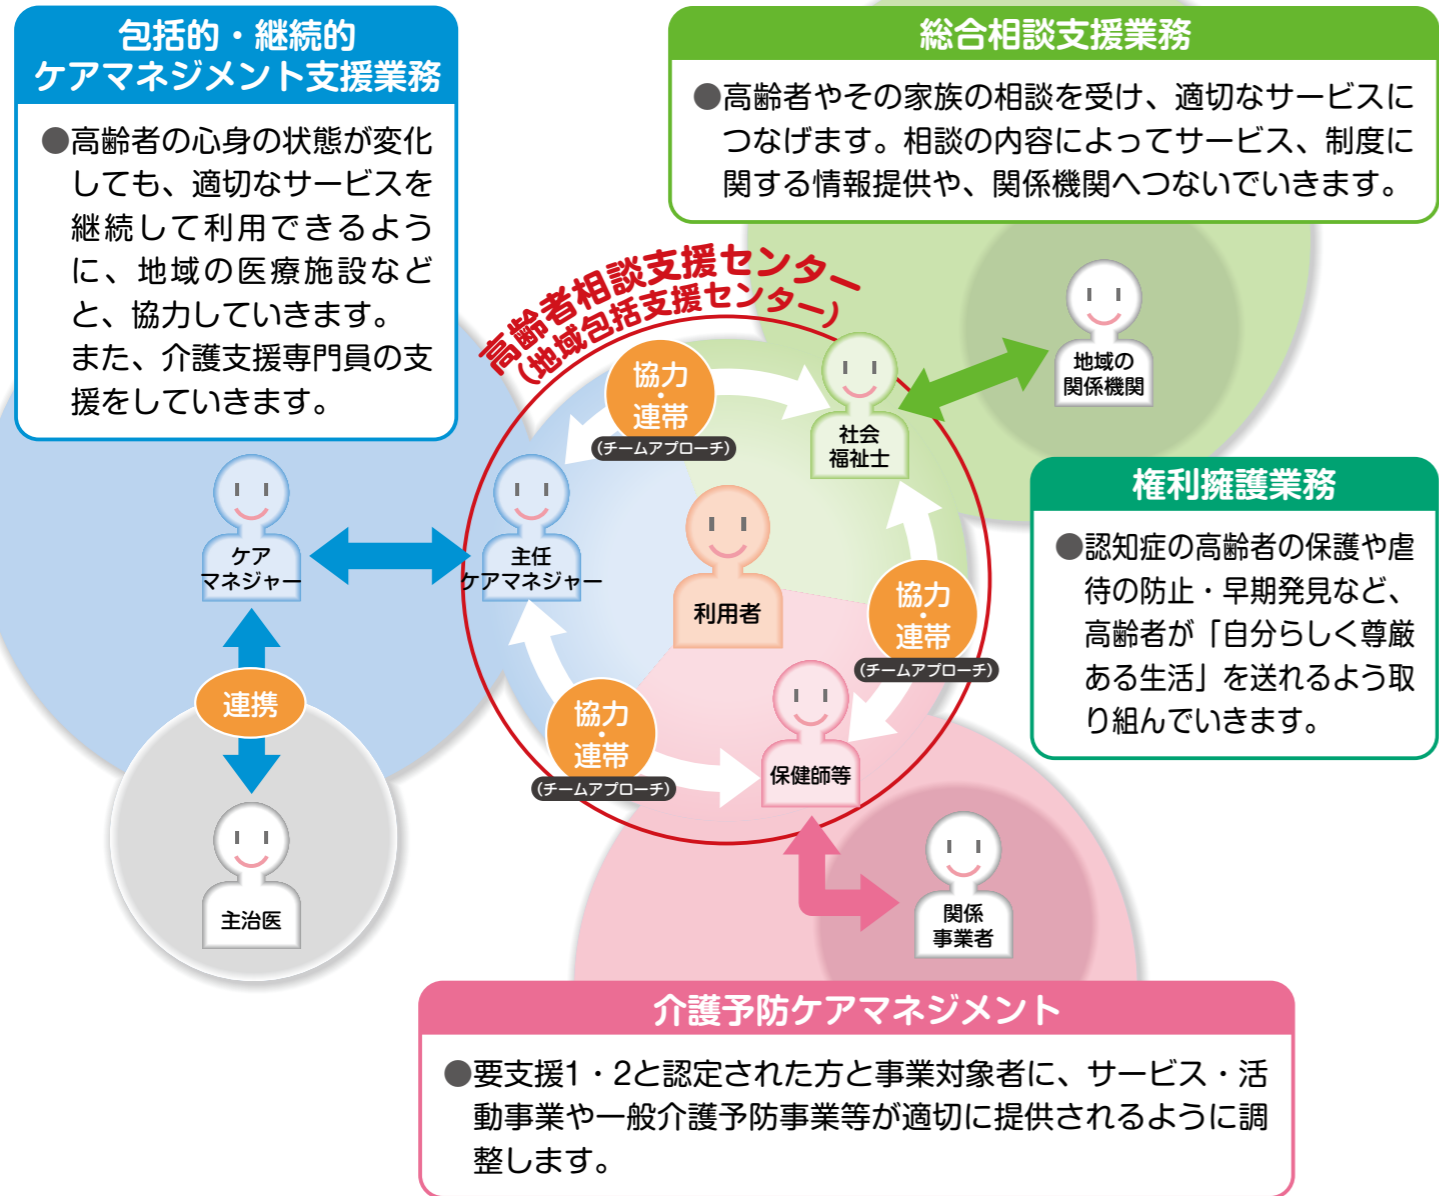 包括的・継続的
ケアマネジメント支援業務
●高齢者の心身の状態が変化
しても、適切なサービスを
継続して利用できるよう
に、地域の医療施設など
と、協力していきます。
また、介護支援専門員の支
援をしていきます。
総合相談支援業務
●高齢者やその家族の相談を受け、適切なサービスに
つなげます。相談の内容によってサービス、制度に
関する情報提供や、関係機関へつないでいきます。
高齢者相談支援センター
（地域包括支援センター）
協力
・
連帯
（チームアプローチ）
社会
福祉士
地域の
関係機関
ケア
マネジャー
主任
ケアマネジャー
利用者
協力
・
連帯
（チームアプローチ）
権利擁護業務
●認知症の高齢者の保護や虐
待の防止・早期発見など、
高齢者が「自分らしく尊厳
ある生活」を送れるよう取
り組んでいきます。
連携
協力
・
連帯
（チームアプローチ）
保健師等
主治医
関係
事業者
介護予防ケアマネジメント
●要支援1・2と認定された方と事業対象者に、サービス・活
動事業や一般介護予防事業等が適切に提供されるように調
整します。